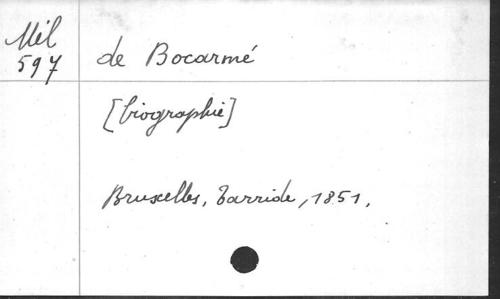 Mil
597
de Bocarmé
[biographie]
Bruxelles, Tarride, 1851.